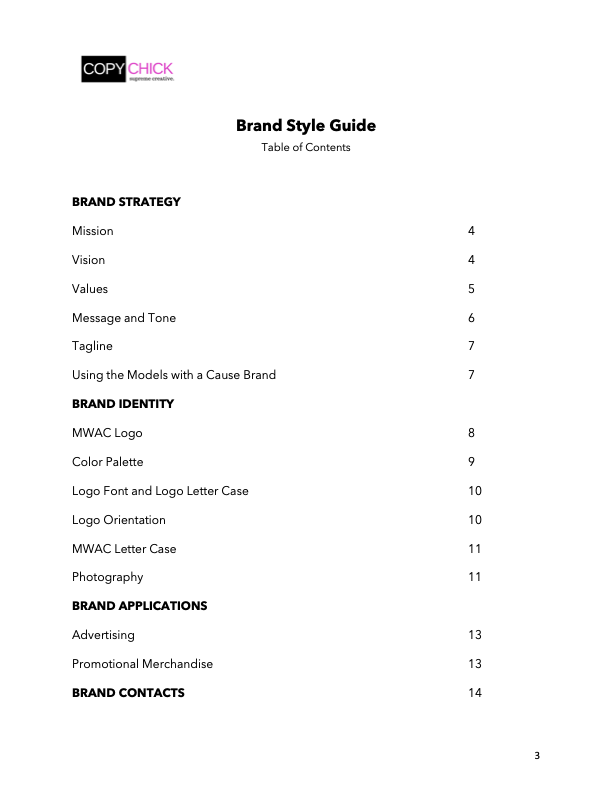 COPY CHICK
supreme creative.
Brand Style Guide
Table of Contents
BRAND STRATEGY
Mission 4
Vision 4
Values 5
Message and Tone 6
Tagline 7
Using the Models with a Cause Brand 7
BRAND IDENTITY
MWAC Logo 8
Color Palette 9
Logo Font and Logo Letter Case 10
Logo Orientation 10
MWAC Letter Case 11
Photography 11
BRAND APPLICATIONS
Advertising 13
Promotional Merchandise 13
BRAND CONTACTS 14
3